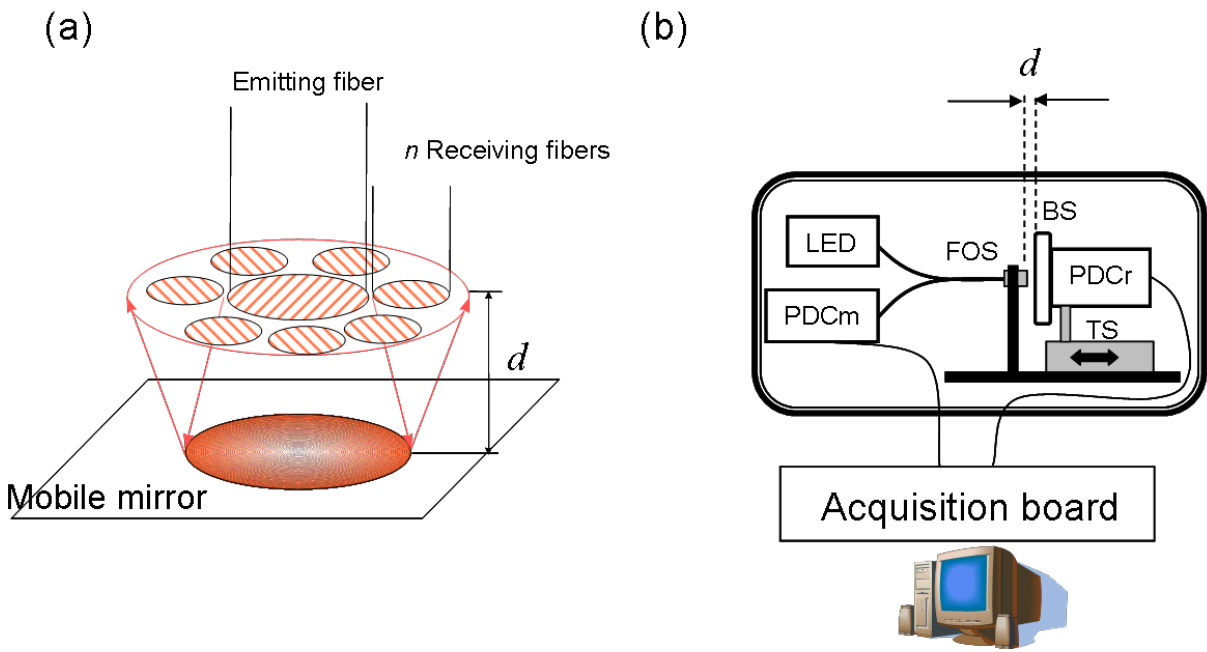 (a)
Emitting fiber
n Receiving fibers
d
Mobile mirror
(b)
d
BS
LED
FOS
PDCr
PDCm
TS
Acquisition board